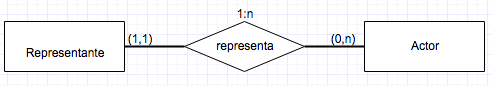 1:n
Representante
(1,1)
representa
(0,n)
Actor